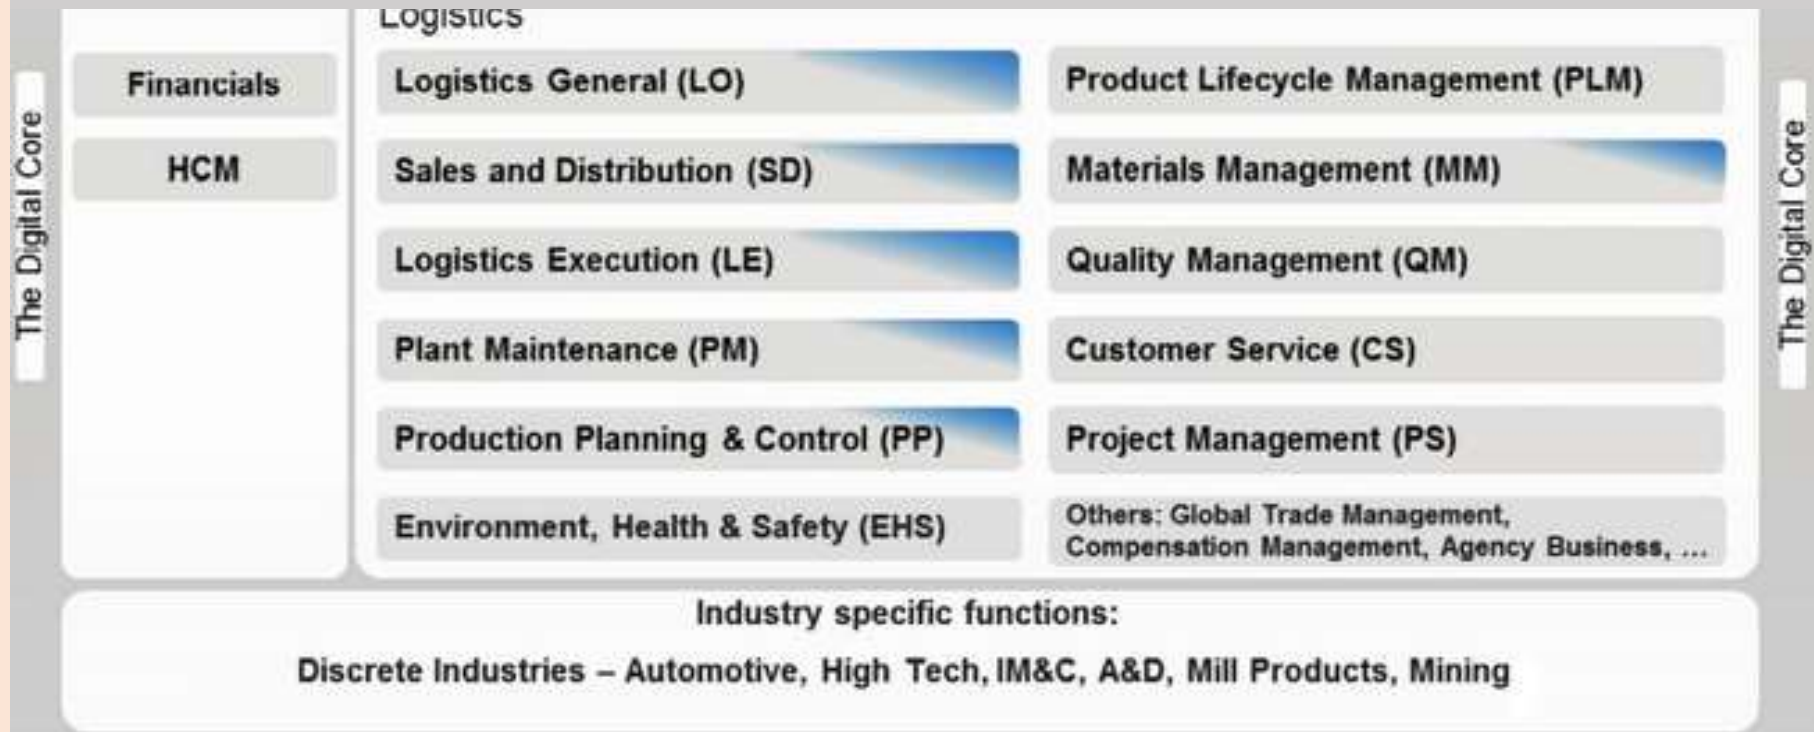 Logistics
Financials
HCM
Logistics General (LO)
Product Lifecycle Management (PLM)
Sales and Distribution (SD)
Materials Management (MM)
Logistics Execution (LE)
Quality Management (QM)
Plant Maintenance (PM)
Customer Service (CS)
Production Planning & Control (PP)
Project Management (PS)
Environment, Health & Safety (EHS)
Others: Global Trade Management,
Compensation Management, Agency Business, ...
The Digital Core
The Digital Core
Industry specific functions:
Discrete Industries – Automotive, High Tech, IM&C, A&D, Mill Products, Mining